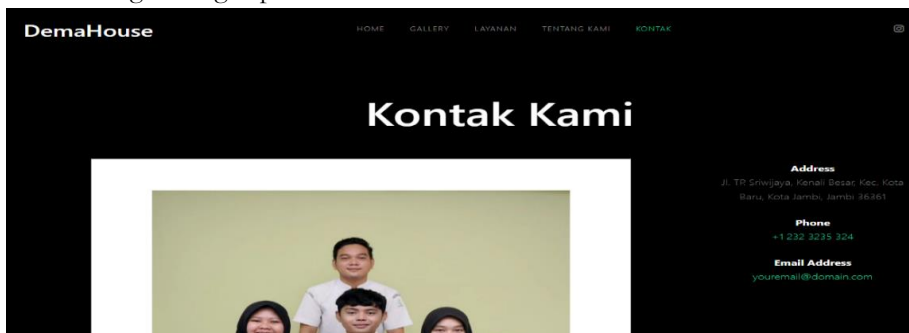 DemaHouse
HOME GALLERY LAYANAN TENTANG KAMI KONTAK
Kontak Kami
Address
Jl. TP. Sriwijaya, Kenali Besar, Kec. Kota
Baru, Kota Jambi, Jambi 36361
Phone
+1 232 3235 324
Email Address
youremail@domain.com